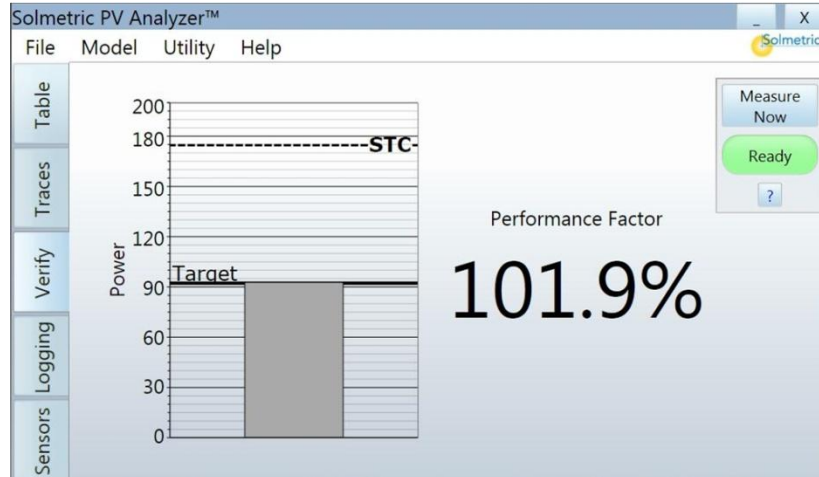 Solmetric PV Analyzer™
_ X
File Model Utility Help
Solmetric
Table
Traces
Verify
Logging
Sensors
Power
200
180
150
120
90
60
30
0
STC
Target
Performance Factor
101.9%
Measure
Now
Ready
?